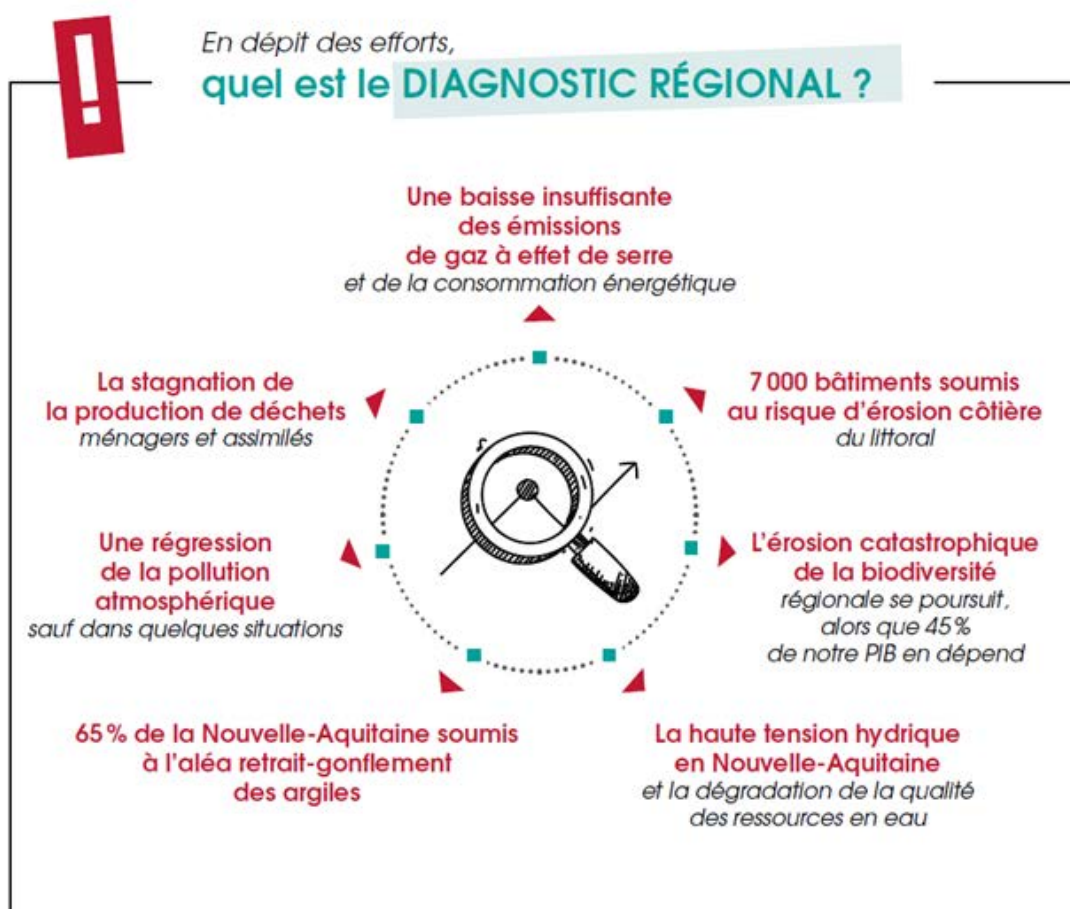 En dépit des efforts,
quel est le DIAGNOSTIC RÉGIONAL ?
Une baisse insuffisante
des émissions
de gaz à effet de serre
et de la consommation énergétique
La stagnation de
la production de déchets
ménagers et assimilés
7 000 bâtiments soumis
au risque d'érosion côtière
du littoral
Une régression
de la pollution
atmosphérique
sauf dans quelques situations
L'érosion catastrophique
de la biodiversité
régionale se poursuit,
alors que 45 %
de notre PIB en dépend
65 % de la Nouvelle-Aquitaine soumis
à l'aléa retrait-gonflement
des argiles
La haute tension hydrique
en Nouvelle-Aquitaine
et la dégradation de la qualité
des ressources en eau